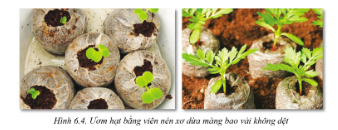 Hình 6.4. Ươm hạt bằng viên nén xơ dừa màng bao vải không dệt